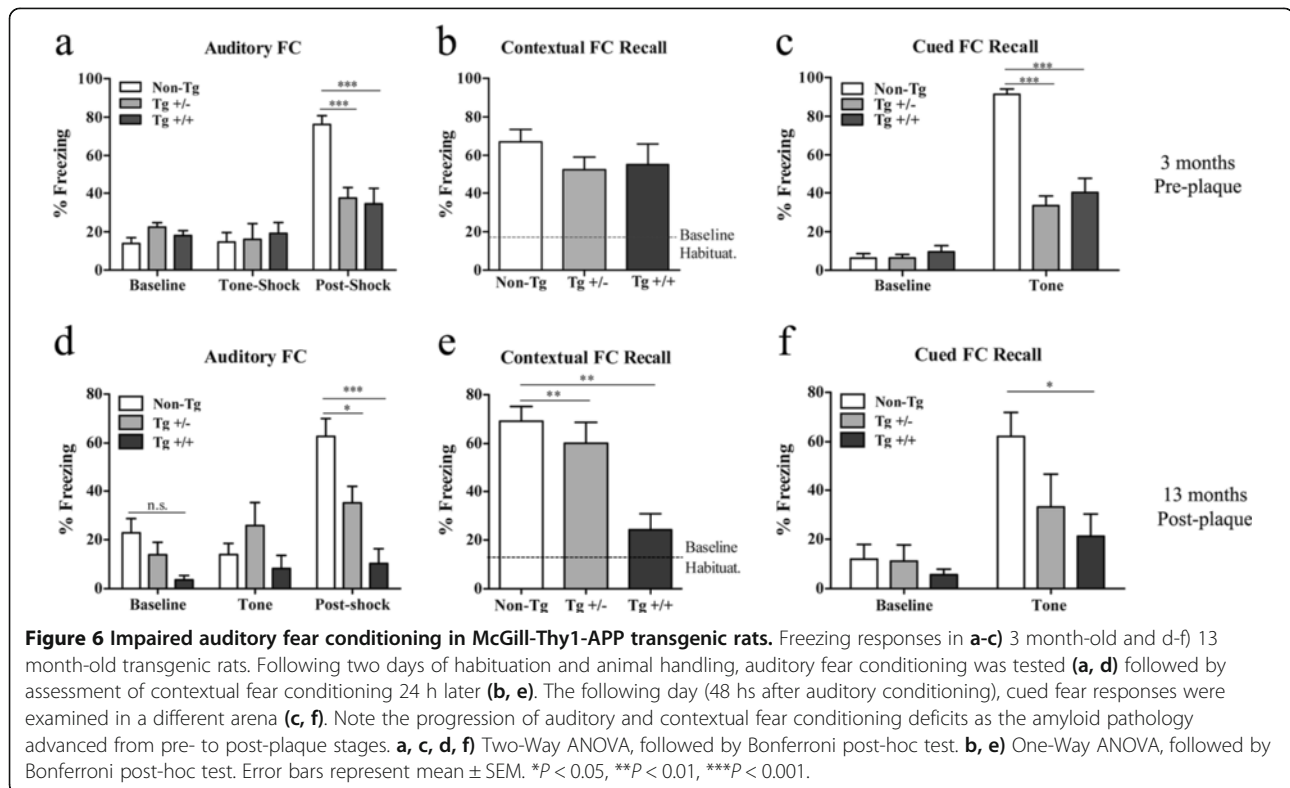 a
Auditory FC
% Freezing
100
80
60
40
20
0
Non-Tg
Tg +/-
Tg +/+
***
***
Baseline
Tone-Shock
Post-Shock
b
Contextual FC Recall
% Freezing
100
80
60
40
20
0
Baseline
Habituat.
Non-Tg
Tg +/-
Tg +/+
c
Cued FC Recall
% Freezing
100
80
60
40
20
0
Non-Tg
Tg +/-
Tg +/+
***
***
Baseline
Tone
3 months
Pre-plaque
d
Auditory FC
% Freezing
80
60
40
20
0
Non-Tg
Tg +/-
Tg +/+
n.s.
***
*
Baseline
Tone
Post-shock
e
Contextual FC Recall
% Freezing
80
60
40
20
0
**
**
Baseline
Habituat.
Non-Tg
Tg +/-
Tg +/+
f
Cued FC Recall
% Freezing
80
60
40
20
0
Non-Tg
Tg +/-
Tg +/+
*
Baseline
Tone
13 months
Post-plaque
Figure 6 Impaired auditory fear conditioning in McGill-Thy1-APP transgenic rats. Freezing responses in a-c) 3 month-old and d-f) 13
month-old transgenic rats. Following two days of habituation and animal handling, auditory fear conditioning was tested (a, d) followed by
assessment of contextual fear conditioning 24 h later (b, e). The following day (48 hs after auditory conditioning), cued fear responses were
examined in a different arena (c, f). Note the progression of auditory and contextual fear conditioning deficits as the amyloid pathology
advanced from pre- to post-plaque stages. a, c, d, f) Two-Way ANOVA, followed by Bonferroni post-hoc test. b, e) One-Way ANOVA, followed by
Bonferroni post-hoc test. Error bars represent mean ± SEM. *P < 0.05, **P < 0.01, ***P < 0.001.